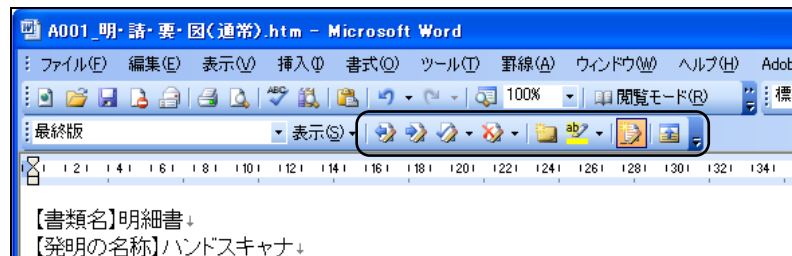 A001_明・請・要・図(通常).htm - Microsoft Word
ファイル(F) 編集(E) 表示(V) 挿入(I) 書式(O) ツール(T) 罫線(A) ウィンドウ(W) ヘルプ(H) Adob
100% 閲覧モード(R) 標
最終版 表示(S)
2 4 6 8 10 12 14 16 18 20 22 24 26 28 30 32 34
【書類名】明細書↓
【発明の名称】ハンドスキャナ↓